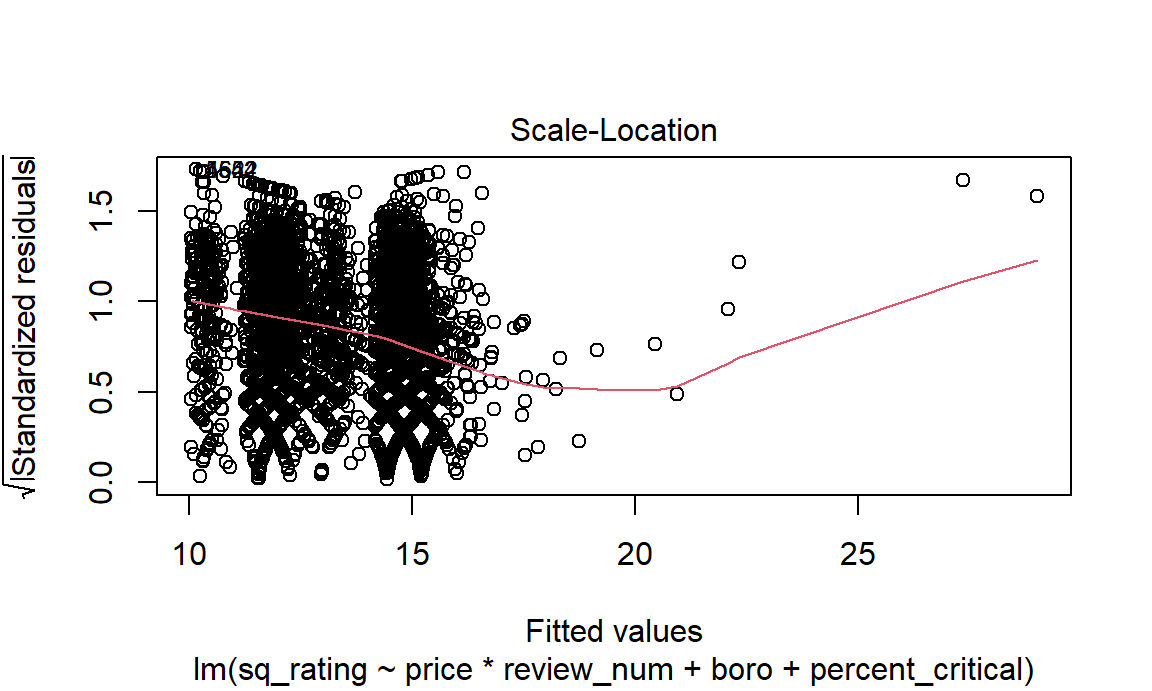 Scale-Location
√|Standardized residuals|
1.5
1.0
0.5
0.0
10 15 20 25
Fitted values
lm(sq_rating ~ price * review_num + boro + percent_critical)